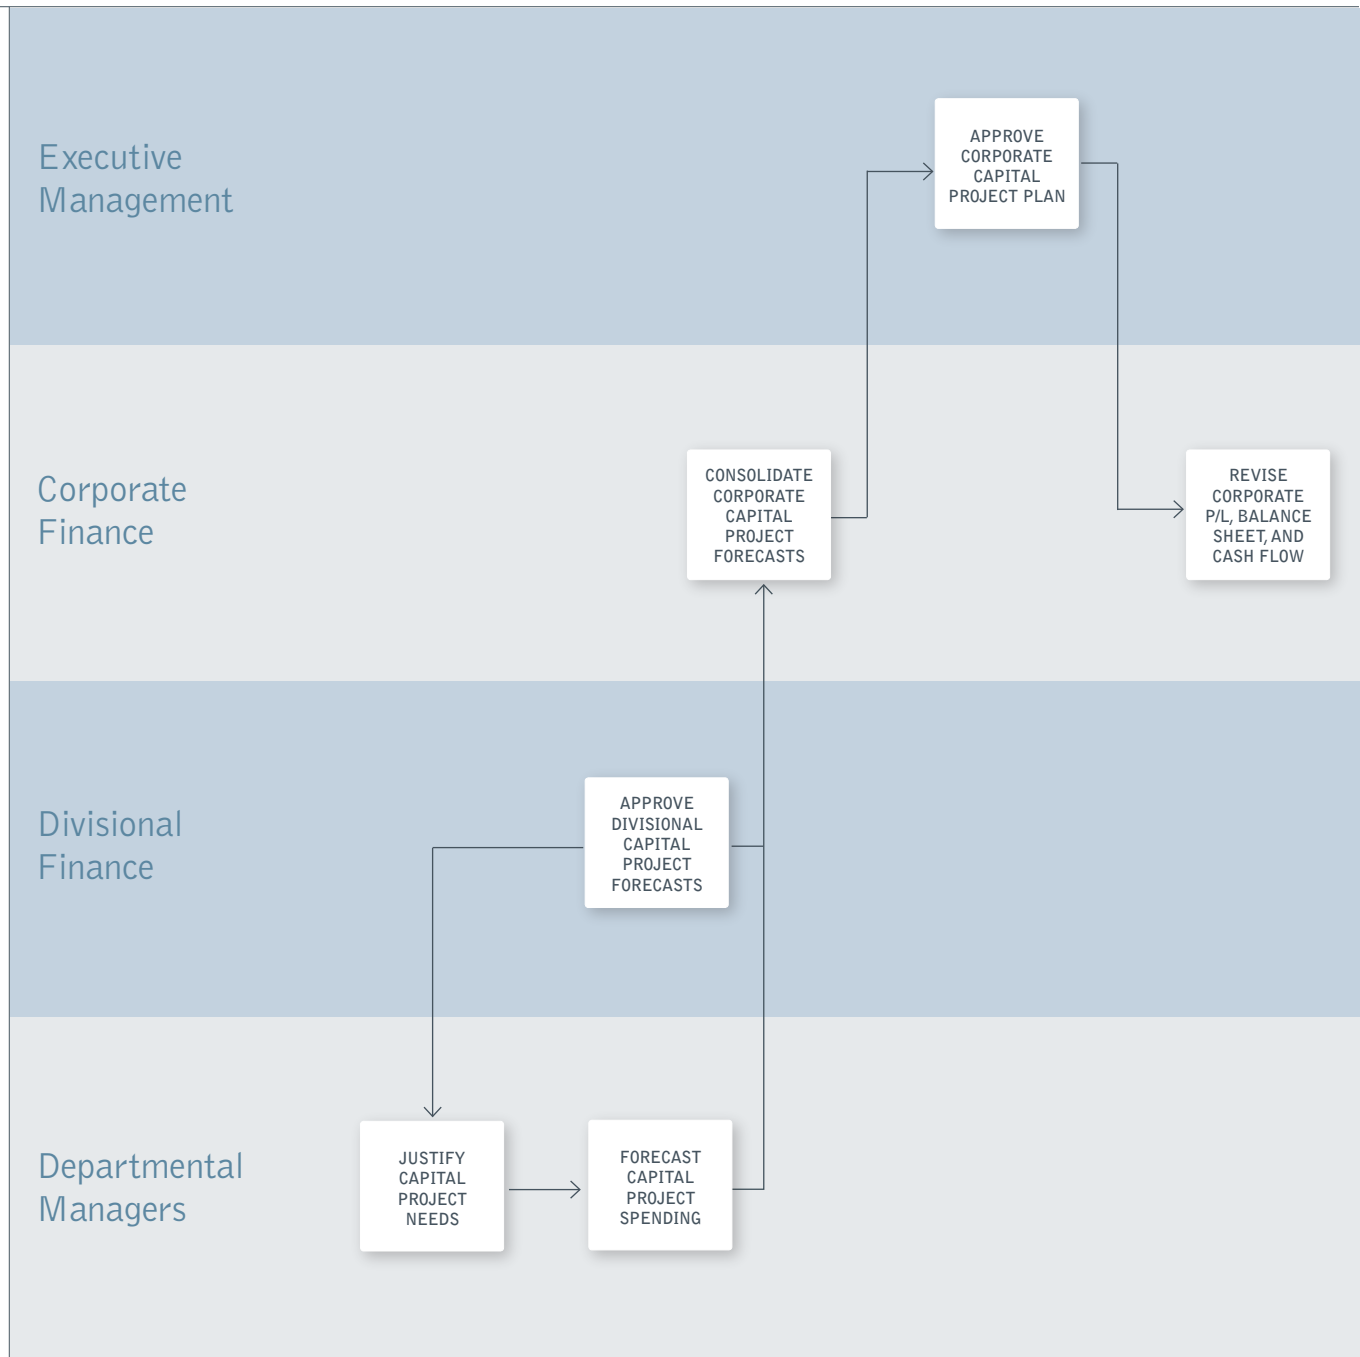 Executive
Management
APPROVE
CORPORATE
CAPITAL
PROJECT PLAN
Corporate
Finance
CONSOLIDATE
CORPORATE
CAPITAL
PROJECT
FORECASTS
REVISE
CORPORATE
P/L, BALANCE
SHEET, AND
CASH FLOW
Divisional
Finance
APPROVE
DIVISIONAL
CAPITAL
PROJECT
FORECASTS
Departmental
Managers
JUSTIFY
CAPITAL
PROJECT
NEEDS
FORECAST
CAPITAL
PROJECT
SPENDING